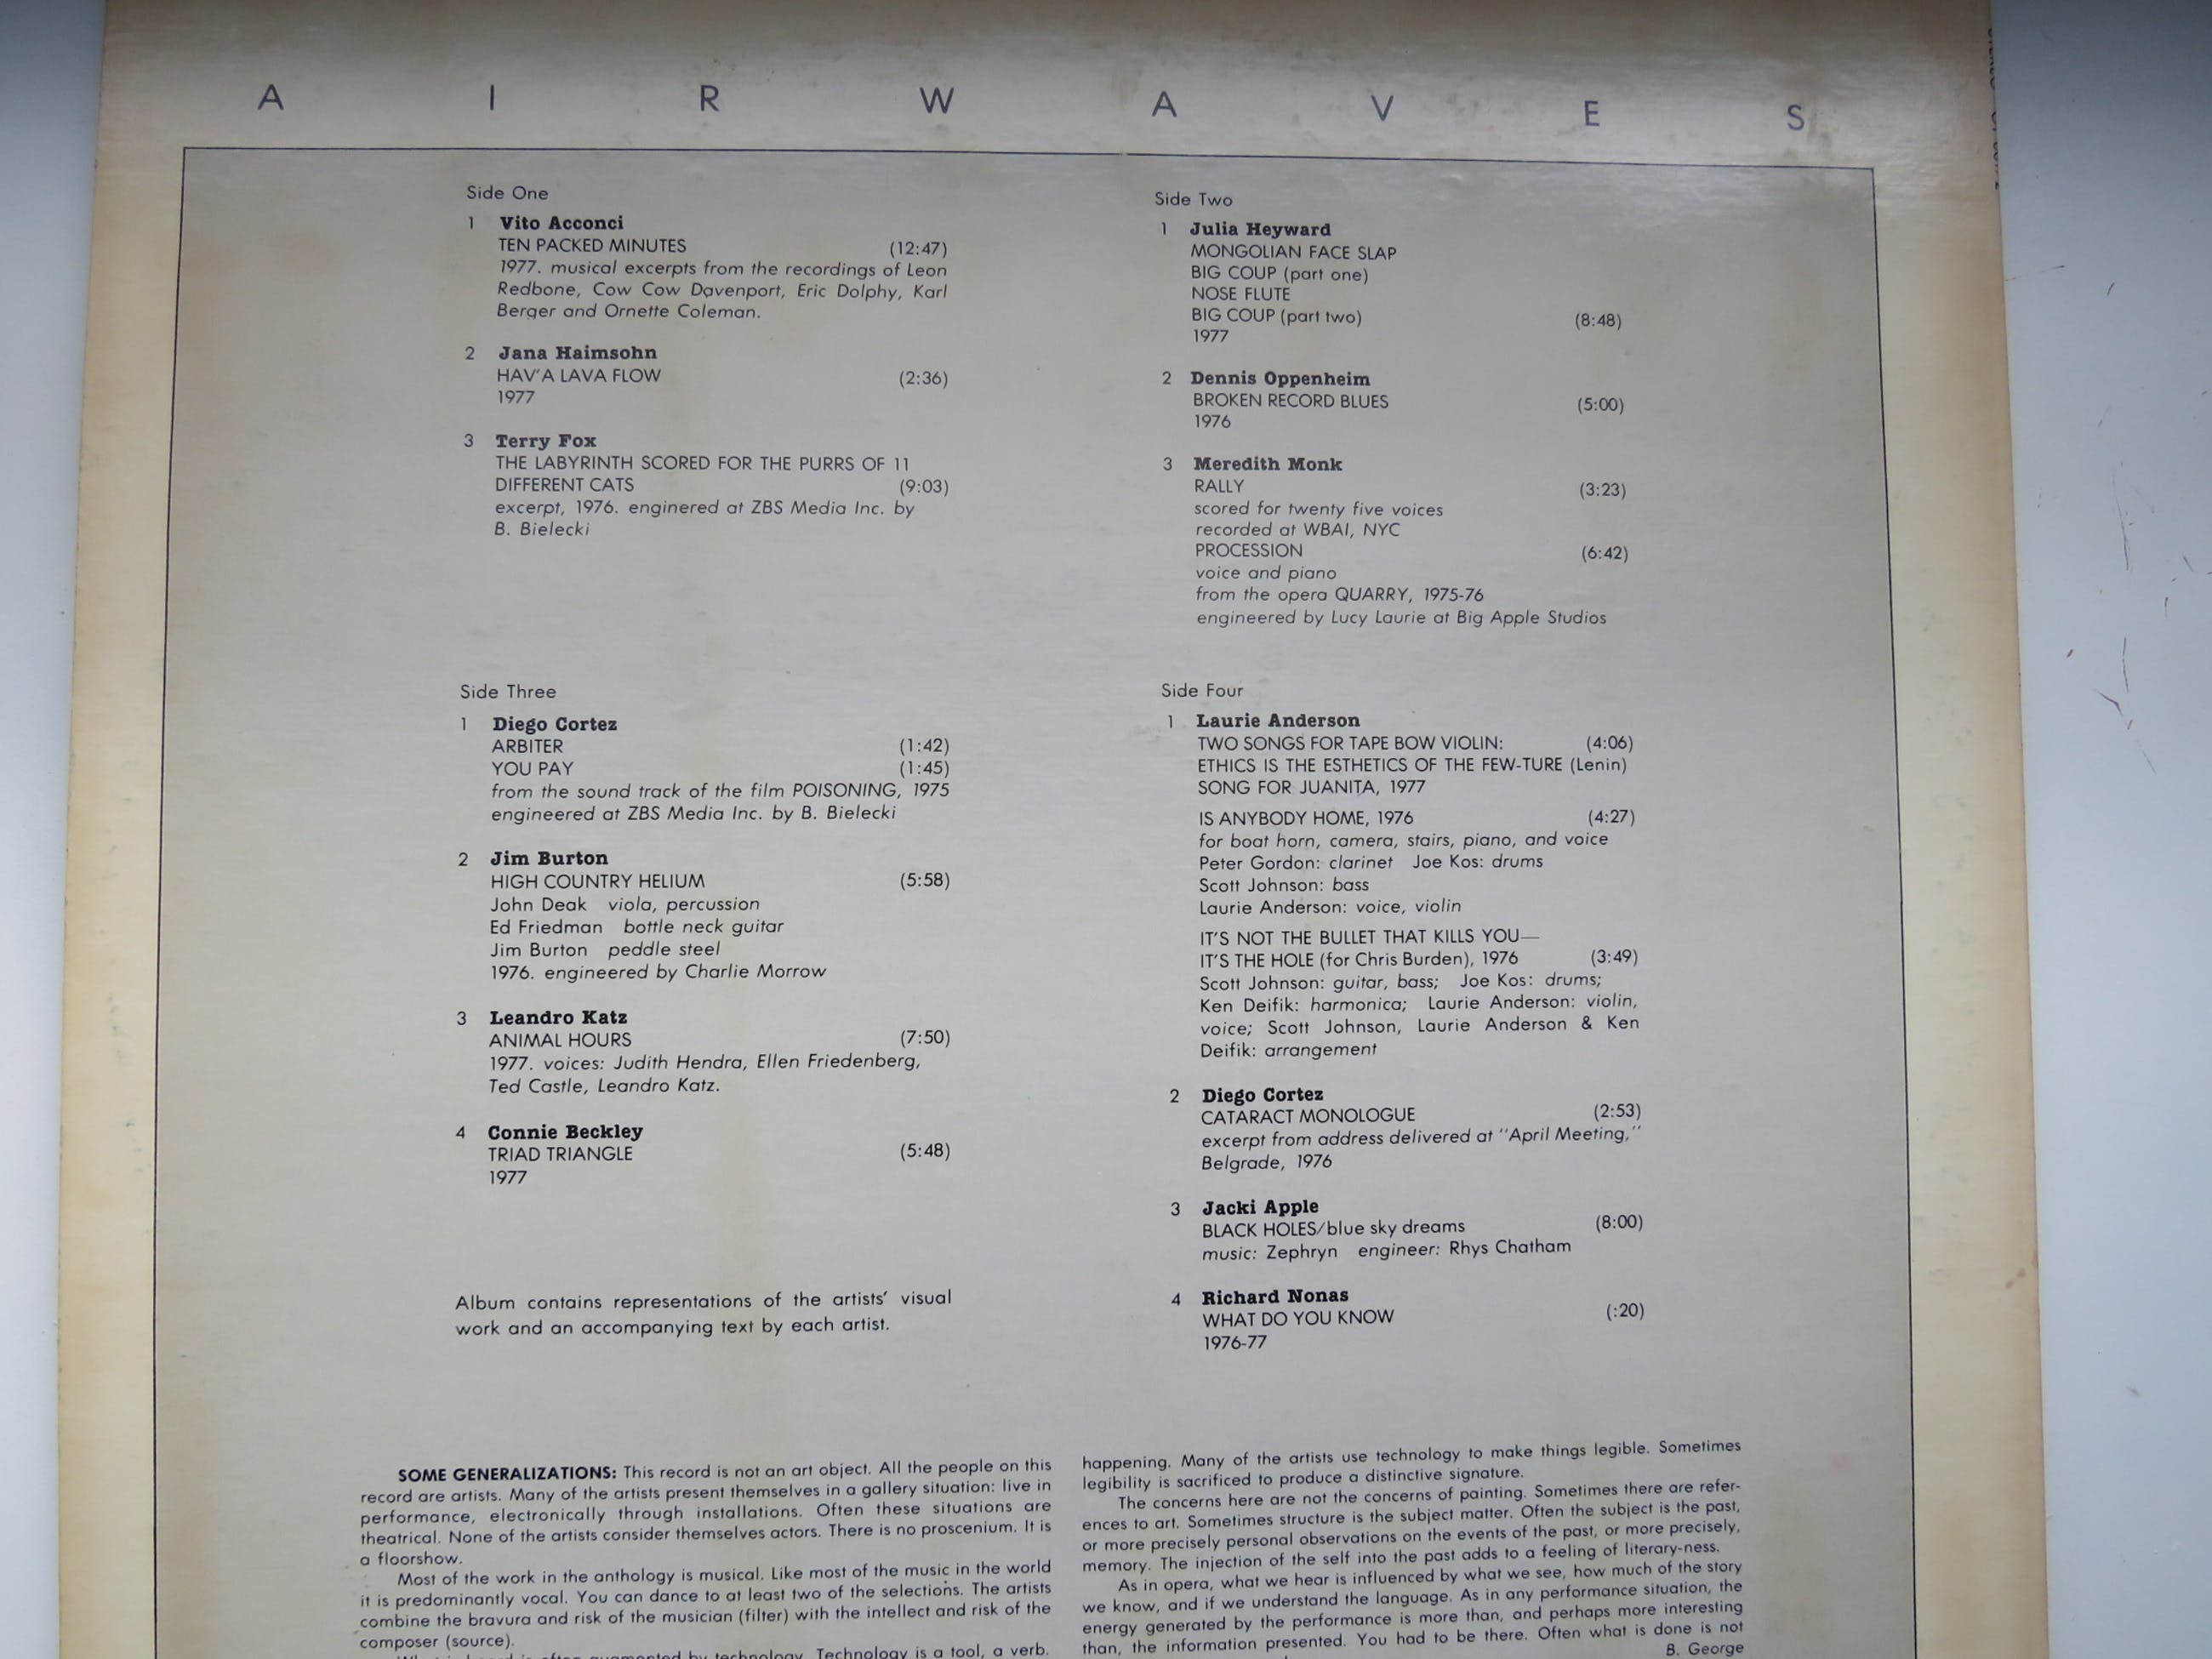 A I R W A V E S
Side One
1 Vito Acconci
TEN PACKED MINUTES (12:47)
1977. musical excerpts from the recordings of Leon
Redbone, Cow Cow Davenport, Eric Dolphy, Karl
Berger and Ornette Coleman.
2 Jana Haimsohn
HAV'A LAVA FLOW (2:36)
1977
3 Terry Fox
THE LABYRINTH SCORED FOR THE PURRS OF 11
DIFFERENT CATS (9:03)
excerpt, 1976. enginered at ZBS Media Inc. by
B. Bielecki
Side Two
1 Julia Heyward
MONGOLIAN FACE SLAP
BIG COUP (part one)
NOSE FLUTE
BIG COUP (part two) (8:48)
1977
2 Dennis Oppenheim
BROKEN RECORD BLUES (5:00)
1976
3 Meredith Monk
RALLY (3:23)
scored for twenty five voices
recorded at WBAI, NYC
PROCESSION (6:42)
voice and piano
from the opera QUARRY, 1975-76
engineered by Lucy Laurie at Big Apple Studios
Side Three
1 Diego Cortez
ARBITER (1:42)
YOU PAY (1:45)
from the sound track of the film POISONING, 1975
engineered at ZBS Media Inc. by B. Bielecki
2 Jim Burton
HIGH COUNTRY HELIUM (5:58)
John Deak viola, percussion
Ed Friedman bottle neck guitar
Jim Burton peddle steel
1976. engineered by Charlie Morrow
3 Leandro Katz
ANIMAL HOURS (7:50)
1977. voices: Judith Hendra, Ellen Friedenberg,
Ted Castle, Leandro Katz.
4 Connie Beckley
TRIAD TRIANGLE (5:48)
1977
Album contains representations of the artists' visual
work and an accompanying text by each artist.
Side Four
1 Laurie Anderson
TWO SONGS FOR TAPE BOW VIOLIN: (4:06)
ETHICS IS THE ESTHETICS OF THE FEW-TURE (Lenin)
SONG FOR JUANITA, 1977
IS ANYBODY HOME, 1976 (4:27)
for boat horn, camera, stairs, piano, and voice
Peter Gordon: clarinet Joe Kos: drums
Scott Johnson: bass
Laurie Anderson: voice, violin
IT'S NOT THE BULLET THAT KILLS YOU—
IT'S THE HOLE (for Chris Burden), 1976 (3:49)
Scott Johnson: guitar, bass; Joe Kos: drums;
Ken Deifik: harmonica; Laurie Anderson: violin,
voice; Scott Johnson, Laurie Anderson & Ken
Deifik: arrangement
2 Diego Cortez
CATARACT MONOLOGUE (2:53)
excerpt from address delivered at "April Meeting,"
Belgrade, 1976
3 Jacki Apple
BLACK HOLES/blue sky dreams (8:00)
music: Zephryn engineer: Rhys Chatham
4 Richard Nonas
WHAT DO YOU KNOW (:20)
1976-77
SOME GENERALIZATIONS: This record is not an art object. All the people on this
record are artists. Many of the artists present themselves in a gallery situation: live in
performance, electronically through installations. Often these situations are
theatrical. None of the artists consider themselves actors. There is no proscenium. It is
a floorshow.
Most of the work in the anthology is musical. Like most of the music in the world
it is predominantly vocal. You can dance to at least two of the selections. The artists
combine the bravura and risk of the musician (filter) with the intellect and risk of the
composer (source).
technology. Technology is a tool, a verb.
happening. Many of the artists use technology to make things legible. Sometimes
legibility is sacrificed to produce a distinctive signature.
The concerns here are not the concerns of painting. Sometimes there are refer-
ences to art. Sometimes structure is the subject matter. Often the subject is the past,
or more precisely personal observations on the events of the past, or more precisely,
memory. The injection of the self into the past adds to a feeling of literary-ness.
As in opera, what we hear is influenced by what we see, how much of the story
we know, and if we understand the language. As in any performance situation, the
energy generated by the performance is more than, and perhaps more interesting
than, the information presented. You had to be there. Often what is done is not
B. George